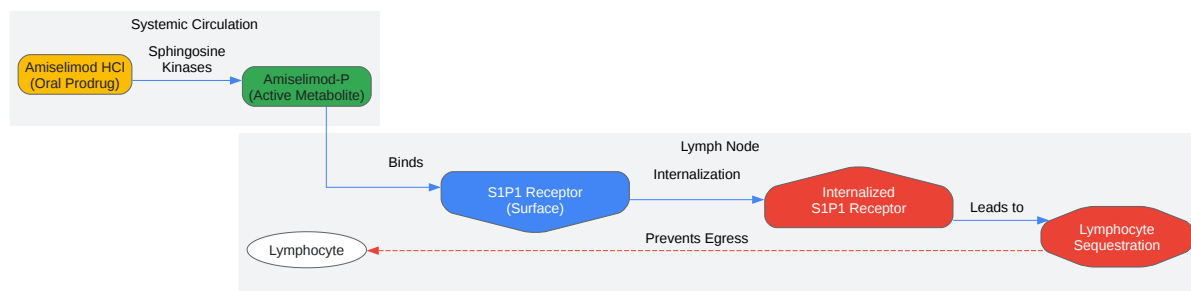 Systemic Circulation
Amiselimod HCl
(Oral Prodrug)
Sphingosine
Kinases
Amiselimod-P
(Active Metabolite)
Lymph Node
Binds
S1P1 Receptor
(Surface)
Internalization
Internalized
S1P1 Receptor
Leads to
Lymphocyte
Sequestration
Prevents Egress
Lymphocyte